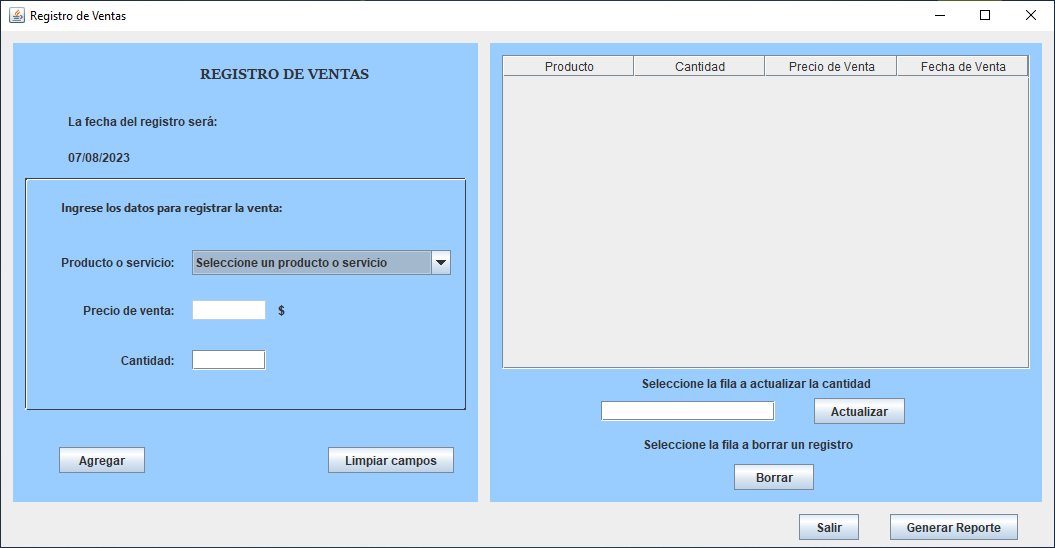 Registro de Ventas
REGISTRO DE VENTAS
La fecha del registro será:
07/08/2023
Ingrese los datos para registrar la venta:
Producto o servicio: Seleccione un producto o servicio
Precio de venta: $
Cantidad:
Agregar Limpiar campos
Producto Cantidad Precio de Venta Fecha de Venta
Seleccione la fila a actualizar la cantidad
Actualizar
Seleccione la fila a borrar un registro
Borrar
Salir Generar Reporte